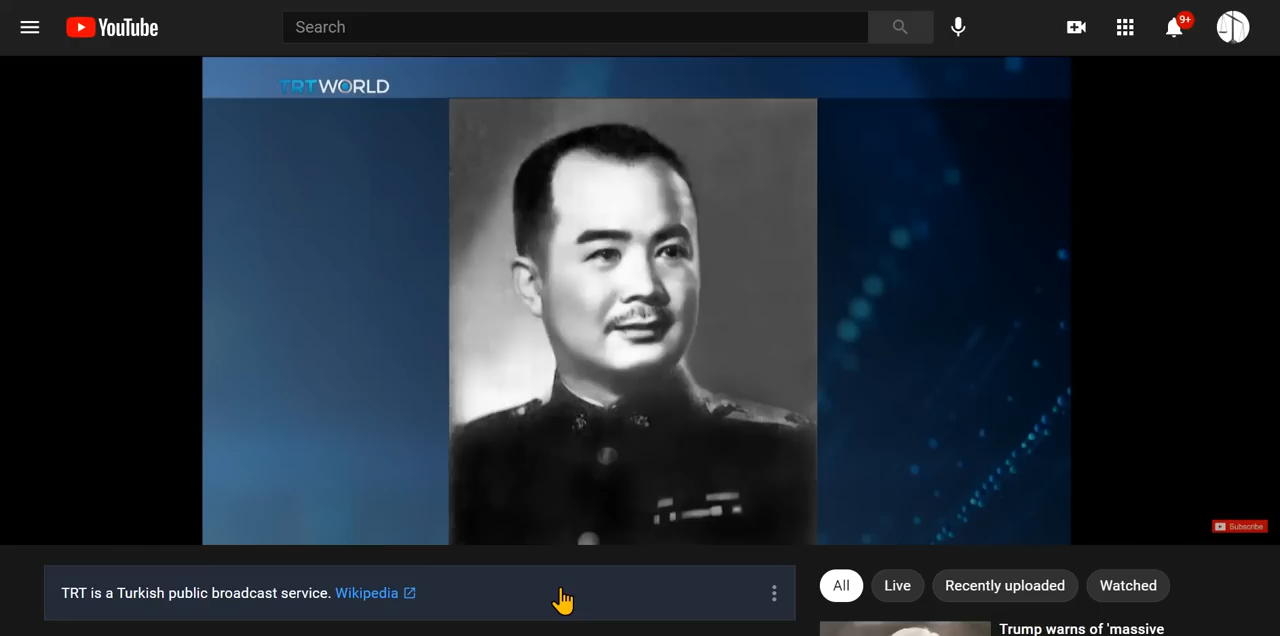 YouTube
Search
9+
TRT WORLD
Subscribe
TRT is a Turkish public broadcast service. Wikipedia
All
Live
Recently uploaded
Watched
Trump warns of 'massive